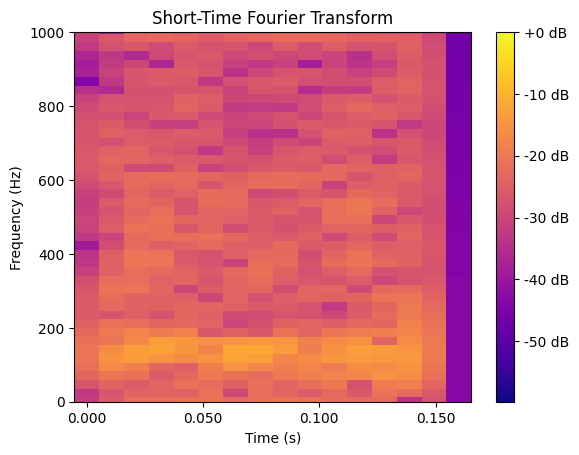 Short-Time Fourier Transform
1000
800
600
400
200
0
Frequency (Hz)
0.000
0.050
0.100
0.150
Time (s)
+0 dB
-10 dB
-20 dB
-30 dB
-40 dB
-50 dB